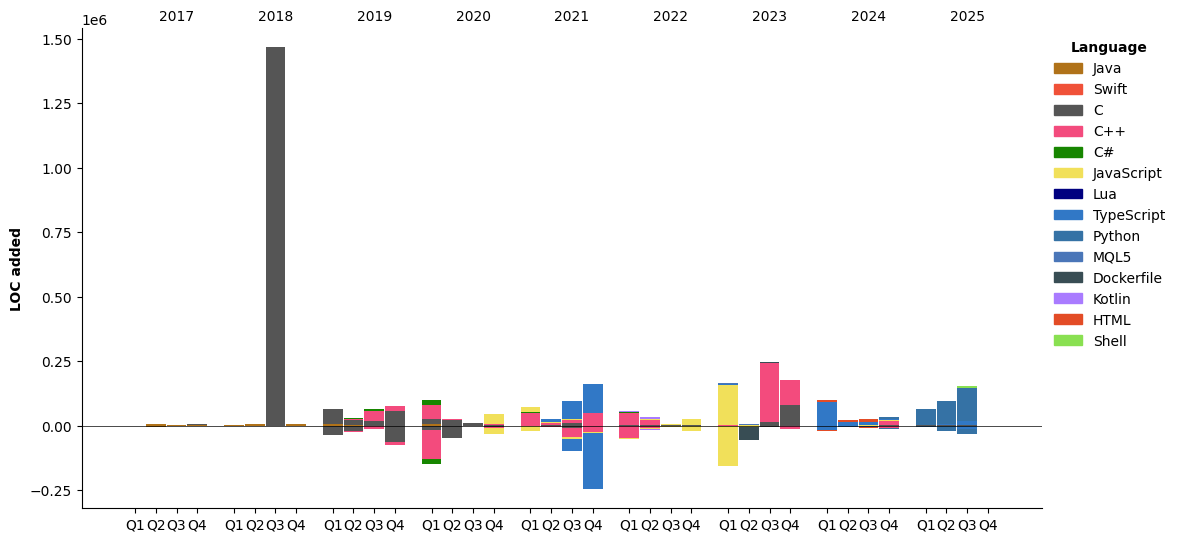 2017 2018 2019 2020 2021 2022 2023 2024 2025
1e6
1.50
1.25
1.00
0.75
0.50
0.25
0.00
−0.25
LOC added
Q1 Q2 Q3 Q4 Q1 Q2 Q3 Q4 Q1 Q2 Q3 Q4 Q1 Q2 Q3 Q4 Q1 Q2 Q3 Q4 Q1 Q2 Q3 Q4 Q1 Q2 Q3 Q4 Q1 Q2 Q3 Q4 Q1 Q2 Q3 Q4
Language
Java
Swift
C
C++
C#
JavaScript
Lua
TypeScript
Python
MQL5
Dockerfile
Kotlin
HTML
Shell